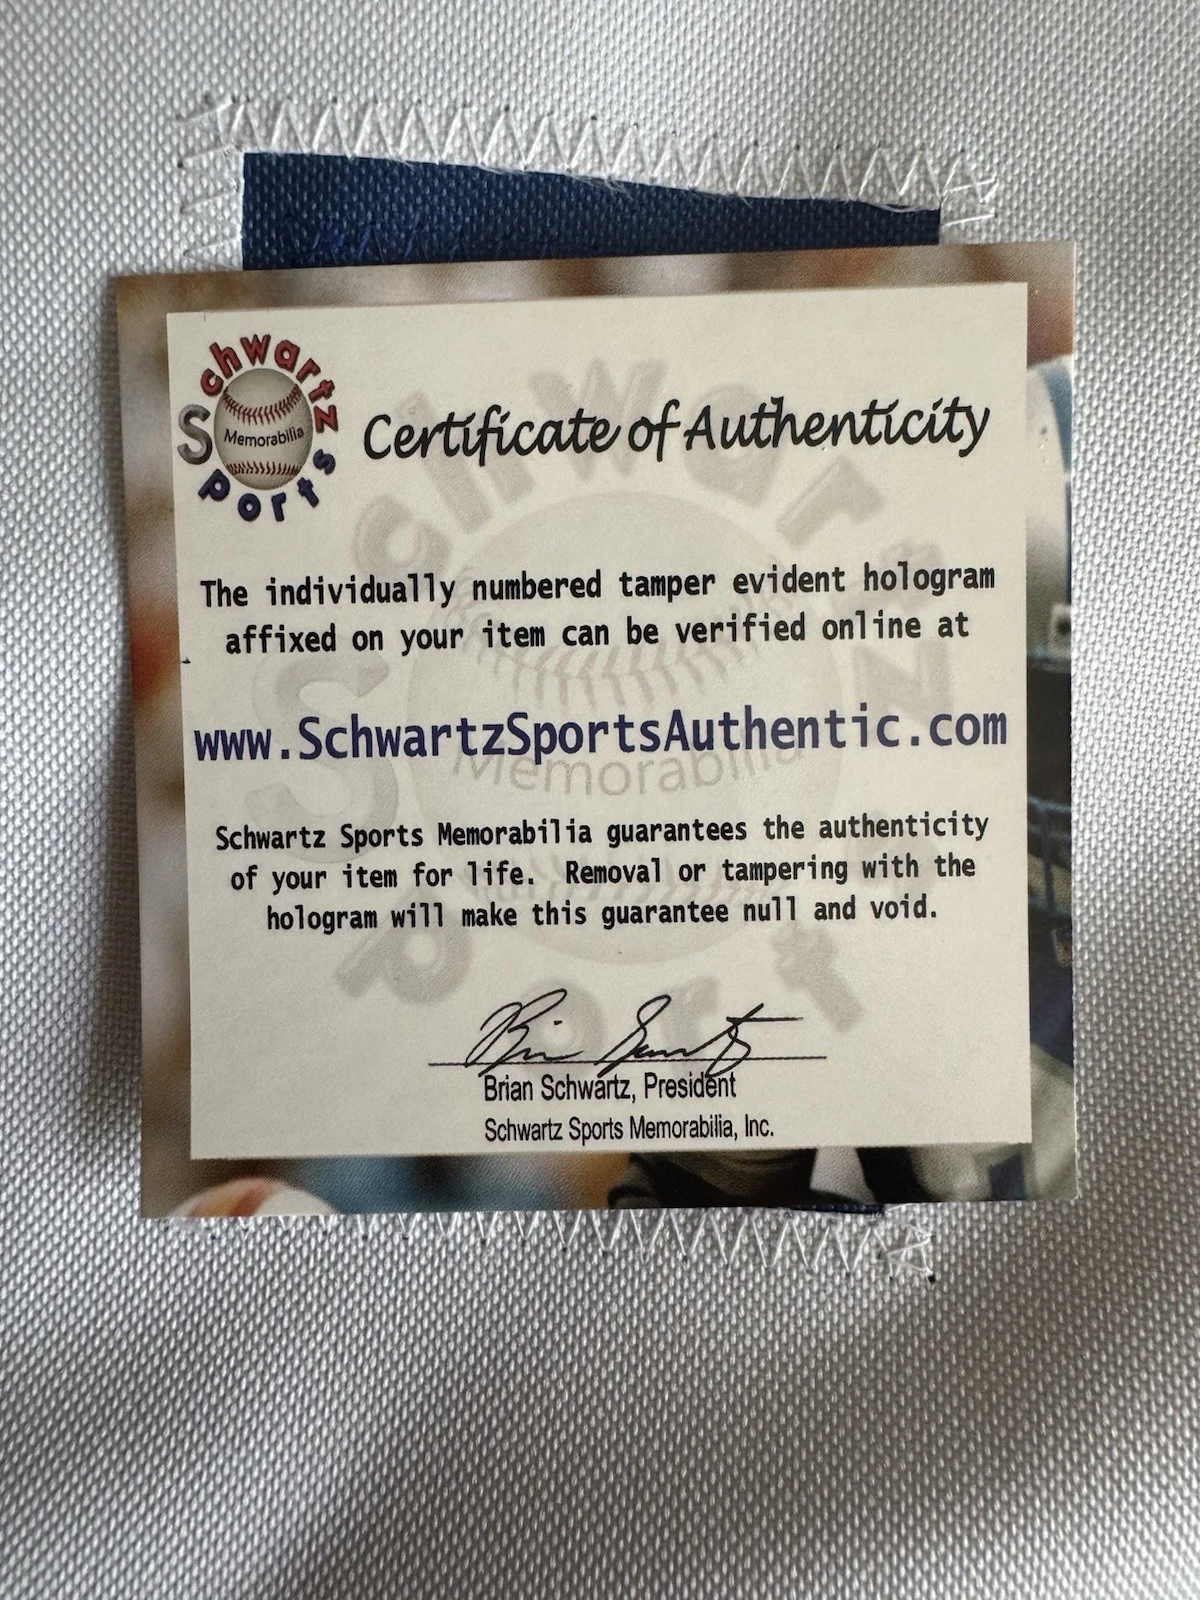 Schwartz
Sports
Memorabilia
Certificate of Authenticity
The individually numbered tamper evident hologram
affixed on your item can be verified online at
www.SchwartzSportsAuthentic.com
Schwartz Sports Memorabilia guarantees the authenticity
of your item for life. Removal or tampering with the
hologram will make this guarantee null and void.
Brian Schwartz
Brian Schwartz, President
Schwartz Sports Memorabilia, Inc.